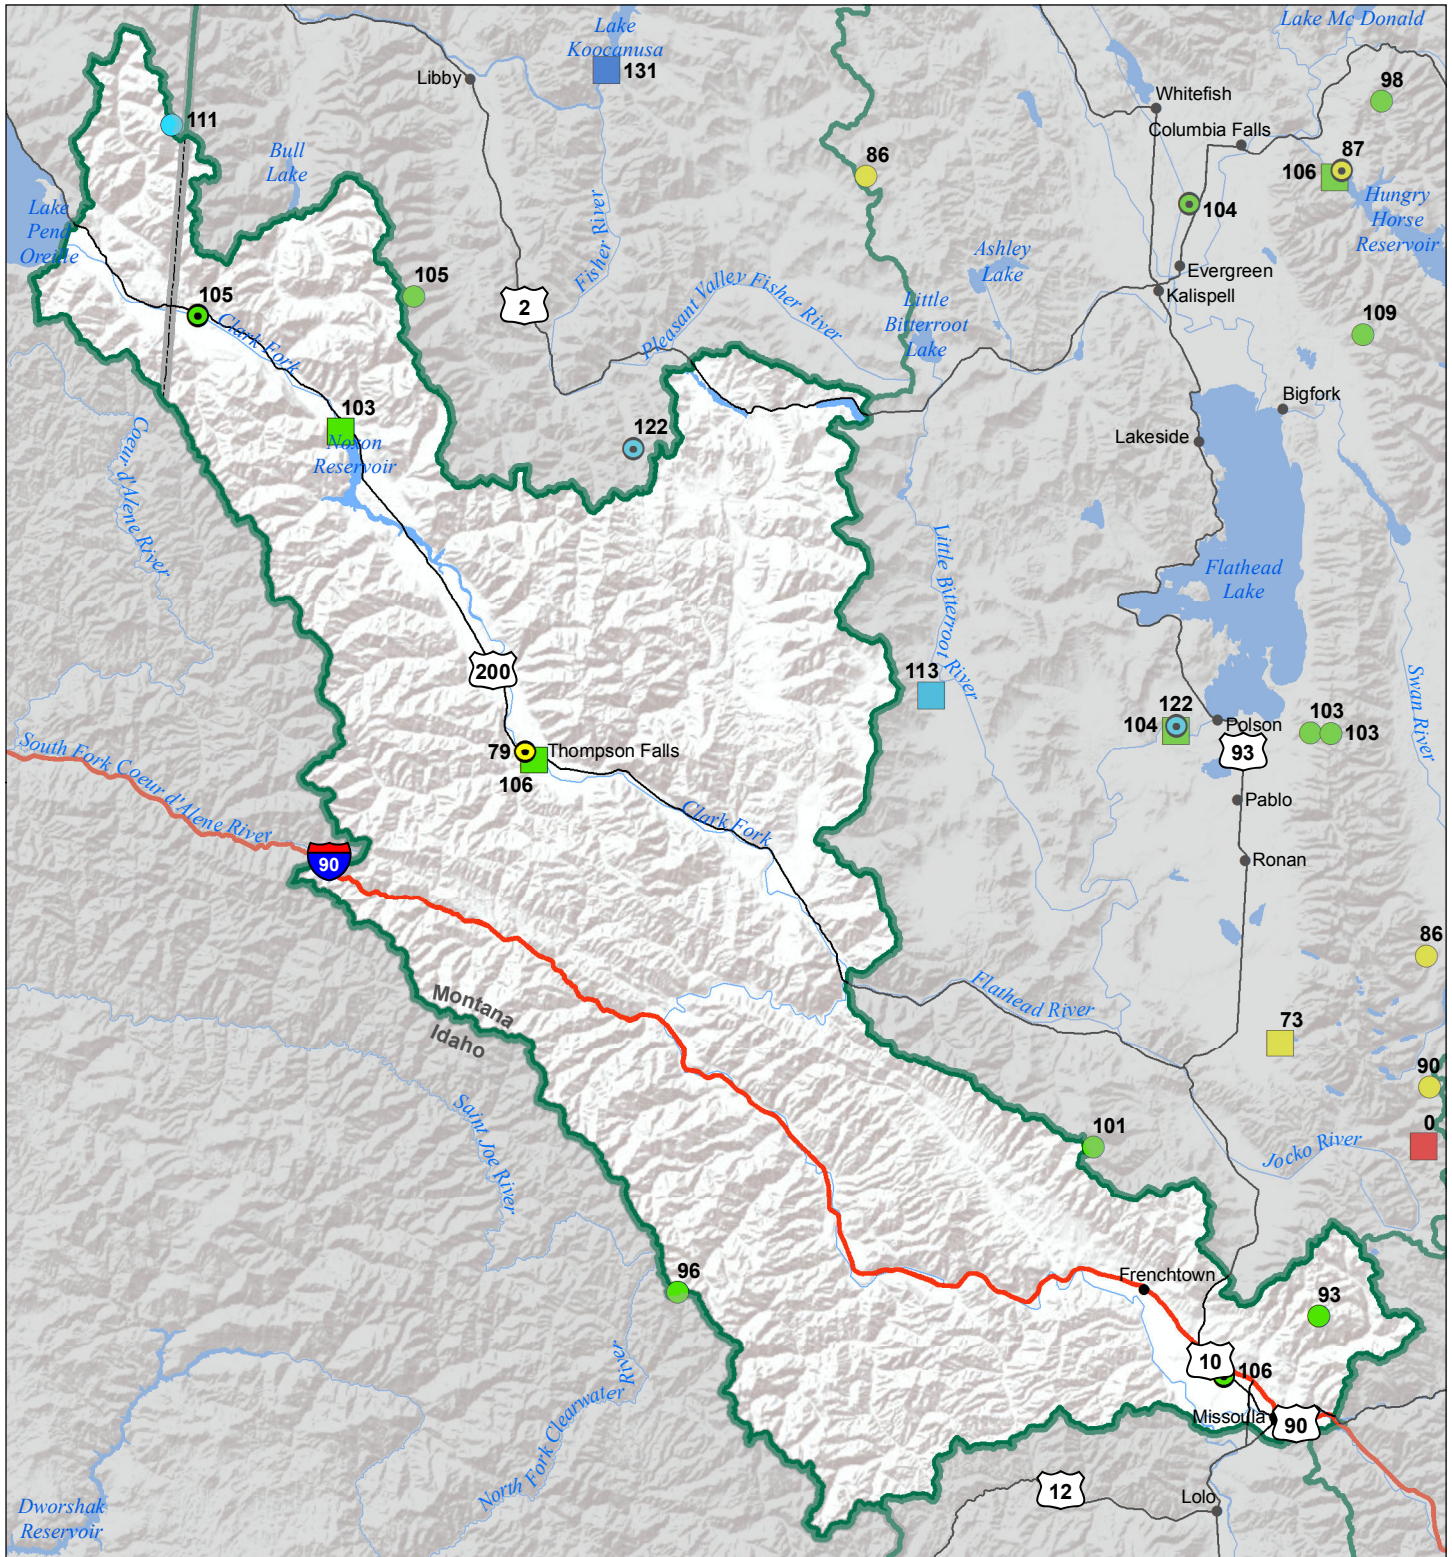 Lake Mc Donald
Lake
Koocanusa
131
Libby
98
Whitefish
Columbia Falls
111
Bull
Lake
86
87
106
Hungry
Horse
Reservoir
104
Lake
Pend
Oreille
Fisher River
Ashley
Lake
Evergreen
Kalispell
105
105
2
Pleasant Valley Fisher River
Little
Bitterroot
Lake
109
Clark Fork
Bigfork
103
Noxon
Reservoir
122
Lakeside
Coeur d'Alene River
Little Bitterroot River
Flathead
Lake
200
113
Swan River
122
104
Polson
103
103
93
79
Thompson Falls
106
South Fork Coeur d'Alene River
Clark Fork
Pablo
90
Ronan
86
Montana
Idaho
Flathead River
73
90
Saint Joe River
101
0
Jocko River
96
Frenchtown
93
River
10
106
North Fork Clearwater
Missoula
90
12
Lolo
Dworshak
Reservoir